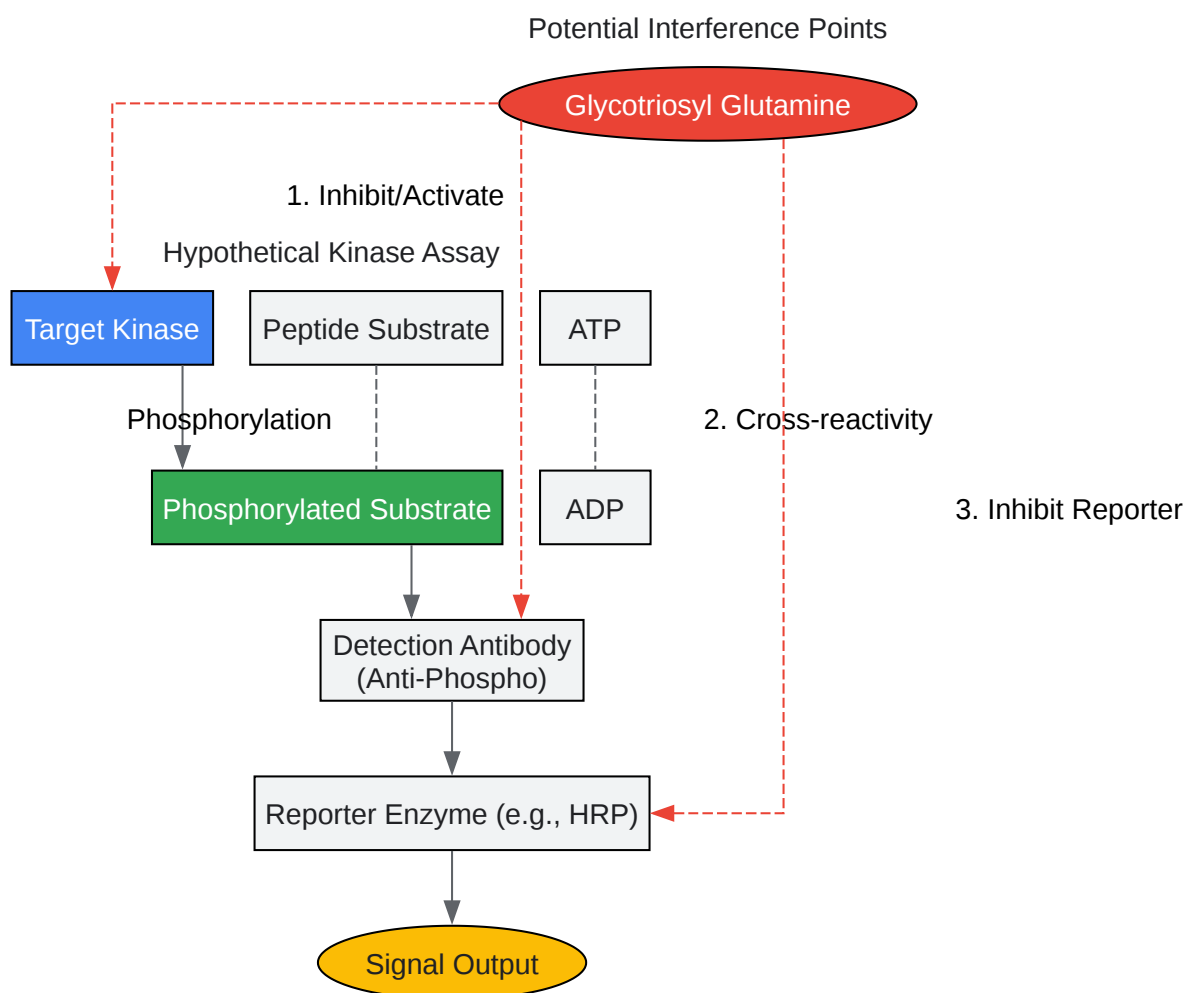 Potential Interference Points
Glycotriosyl Glutamine
1. Inhibit/Activate
Hypothetical Kinase Assay
Target Kinase
Peptide Substrate
ATP
Phosphorylation
2. Cross-reactivity
Phosphorylated Substrate
ADP
3. Inhibit Reporter
Detection Antibody
(Anti-Phospho)
Reporter Enzyme (e.g., HRP)
Signal Output